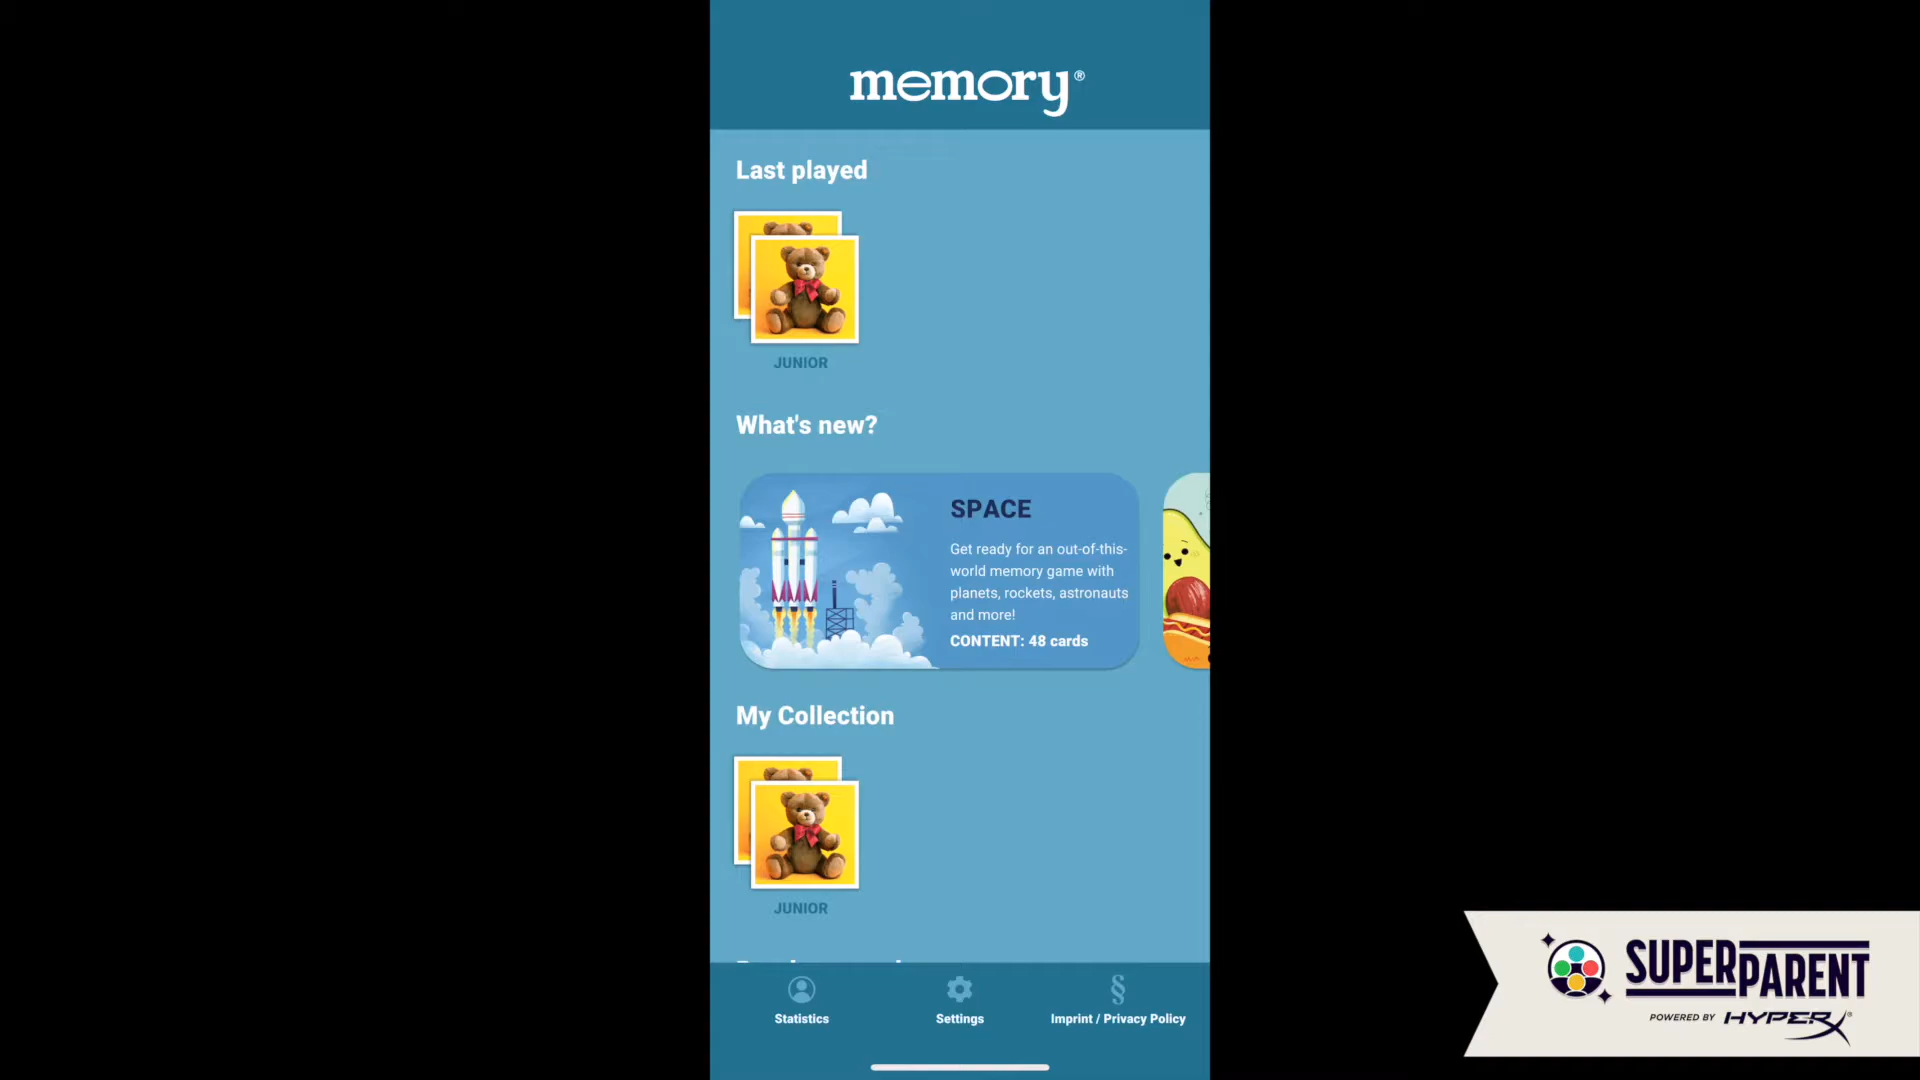 memory®
Last played
JUNIOR
What's new?
SPACE
Get ready for an out-of-this-
world memory game with
planets, rockets, astronauts
and more!
CONTENT: 48 cards
My Collection
JUNIOR
Statistics
Settings
Imprint / Privacy Policy
SUPERPARENT
POWERED BY HYPERX®